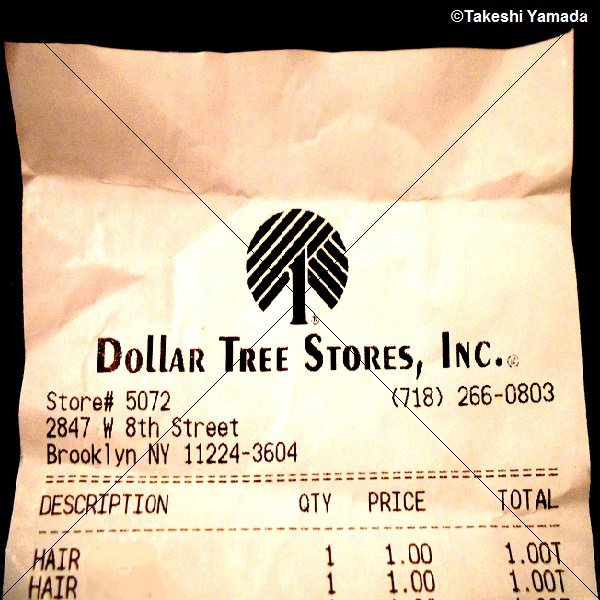 ©Takeshi Yamada
1®
DOLLAR TREE STORES, INC.®
Store# 5072 (718) 266-0803
2847 W 8th Street
Brooklyn NY 11224-3604
DESCRIPTION QTY PRICE TOTAL
HAIR 1 1.00 1.00T
HAIR 1 1.00 1.00T